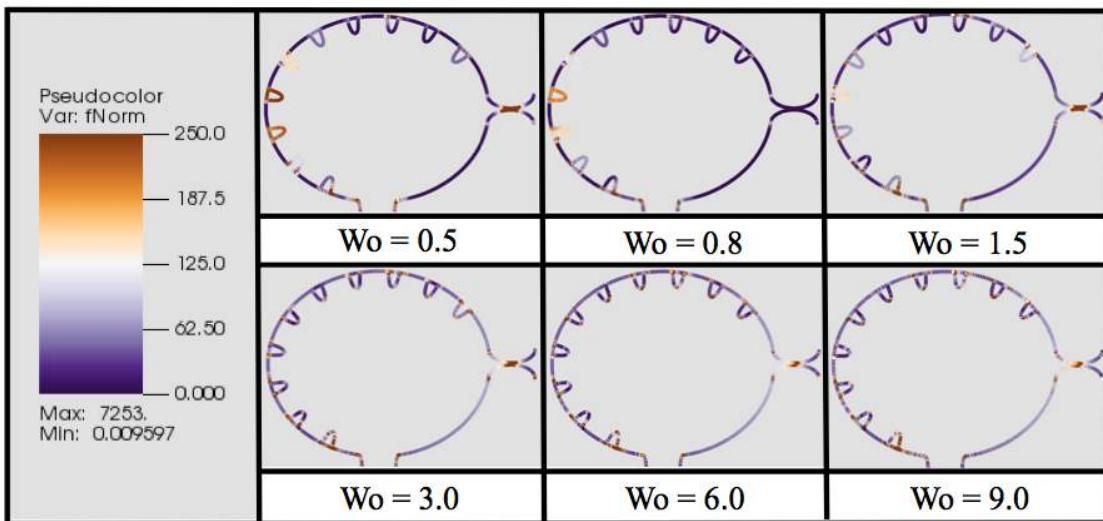 Pseudocolor
Var: fNorm
250.0
187.5
125.0
62.50
0.000
Max: 7253.
Min: 0.009597
Wo = 0.5
Wo = 0.8
Wo = 1.5
Wo = 3.0
Wo = 6.0
Wo = 9.0